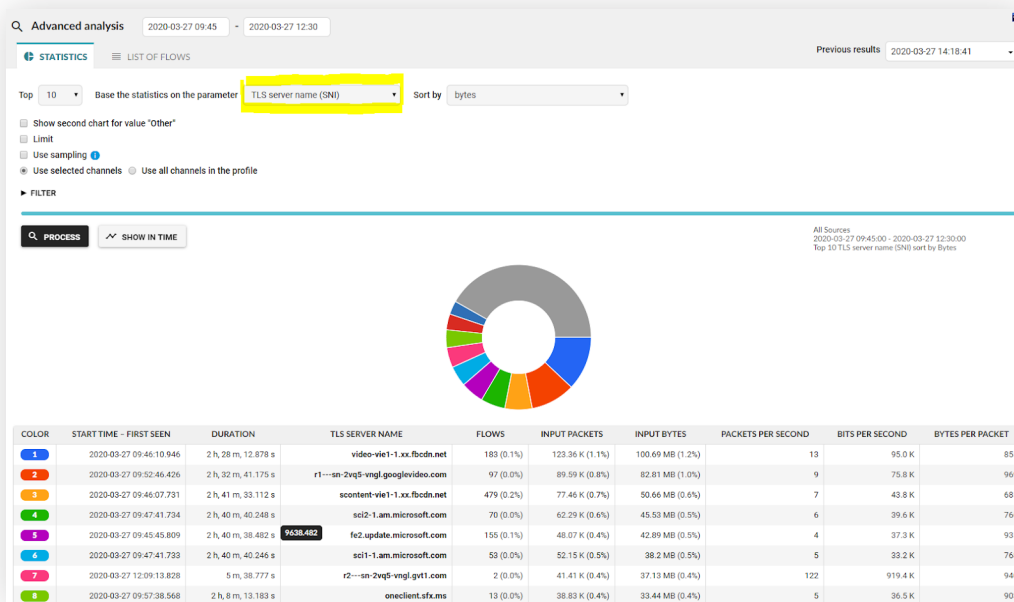 Advanced analysis 2020-03-27 09:45 - 2020-03-27 12:30
STATISTICS LIST OF FLOWS Previous results 2020-03-27 14:18:41
Top 10 Base the statistics on the parameter TLS server name (SNI) Sort by bytes
Show second chart for value "Other"
Limit
Use sampling
Use selected channels Use all channels in the profile
FILTER
PROCESS SHOW IN TIME
All Sources
2020-03-27 09:45:00 - 2020-03-27 12:30:00
Top 10 TLS server name (SNI) sort by Bytes
COLOR START TIME – FIRST SEEN DURATION TLS SERVER NAME FLOWS INPUT PACKETS INPUT BYTES PACKETS PER SECOND BITS PER SECOND BYTES PER PACKET
1 2020-03-27 09:46:10.946 2 h, 28 m, 12.878 s video-vie1-1.xx.fbcdn.net 183 (0.1%) 123.36 K (1.1%) 100.69 MB (1.2%) 13 95.0 K 85
2 2020-03-27 09:52:46.426 2 h, 32 m, 41.175 s r1---sn-2vq5-vngl.googlevideo.com 97 (0.0%) 89.59 K (0.8%) 82.81 MB (1.0%) 9 75.8 K 96
3 2020-03-27 09:46:07.731 2 h, 41 m, 33.112 s scontent-vie1-1.xx.fbcdn.net 479 (0.2%) 77.46 K (0.7%) 50.66 MB (0.6%) 7 43.8 K 68
4 2020-03-27 09:47:41.734 2 h, 40 m, 40.248 s sci2-1.am.microsoft.com 70 (0.0%) 62.29 K (0.6%) 45.53 MB (0.5%) 6 39.6 K 76
5 2020-03-27 09:45:45.809 2 h, 40 m, 38.482 s 9638.482 fe2.update.microsoft.com 155 (0.1%) 48.07 K (0.4%) 42.89 MB (0.5%) 4 37.3 K 93
6 2020-03-27 09:47:41.733 2 h, 40 m, 40.246 s sci1-1.am.microsoft.com 53 (0.0%) 52.15 K (0.5%) 38.2 MB (0.5%) 5 33.2 K 76
7 2020-03-27 12:09:13.828 5 m, 38.777 s r2---sn-2vq5-vngl.gvt1.com 2 (0.0%) 41.41 K (0.4%) 37.13 MB (0.4%) 122 919.4 K 94
8 2020-03-27 09:57:38.568 2 h, 8 m, 13.183 s oneclient.sfx.ms 13 (0.0%) 38.83 K (0.4%) 33.44 MB (0.4%) 5 36.5 K 90